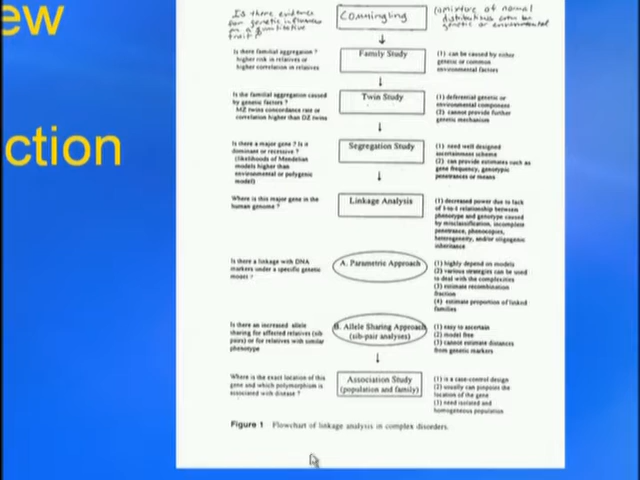 ew
ction
Is there evidence
for genetic influences
on a quantitative
trait?
Commingling
Is there familial aggregation ?
higher risk in relatives or
higher correlation in relatives
Family Study
(1) can be caused by either
genetic or common
environmental factors
Is the familial aggregation caused
by genetic factors ?
MZ twins concordance rate or
correlation higher than DZ twins
Twin Study
(1) deferential genetic or
environmental component
(2) cannot provide further
genetic mechanism
Is there a major gene ? Is it
dominant or recessive ?
(likelihoods of Mendelian
models higher than
environmental or polygenic
model)
Segregation Study
(1) need well designed
ascertainment scheme
(2) can provide estimates such as
gene frequency, genotypic
penetrances or means
Where is this major gene in the
human genome ?
Linkage Analysis
(1) decreased power due to lack
of 1-to-1 relationship between
phenotype and genotype caused
by misclassification, incomplete
penetrance, phenocopies,
heterogeneity, and/or oligogenic
inheritance
Is there a linkage with DNA
markers under a specific genetic
model ?
A. Parametric Approach
(1) highly depend on models
(2) various strategies can be used
to deal with the complexities
(3) estimate recombination
fraction
(4) estimate proportion of linked
families
Is there an increased allele
sharing for affected relatives (sib
pairs) or for relatives with similar
phenotype
B. Allele Sharing Approach
(sib-pair analyses)
(1) easy to ascertain
(2) model free
(3) cannot estimate distances
from genetic markers
Where is the exact location of this
gene and which polymorphism is
associated with disease ?
Association Study
(population and family)
(1) is a case-control design
(2) usually can pinpoint the
location of the gene
(3) need isolated and
homogeneous population
Figure 1 Flowchart of linkage analysis in complex disorders.